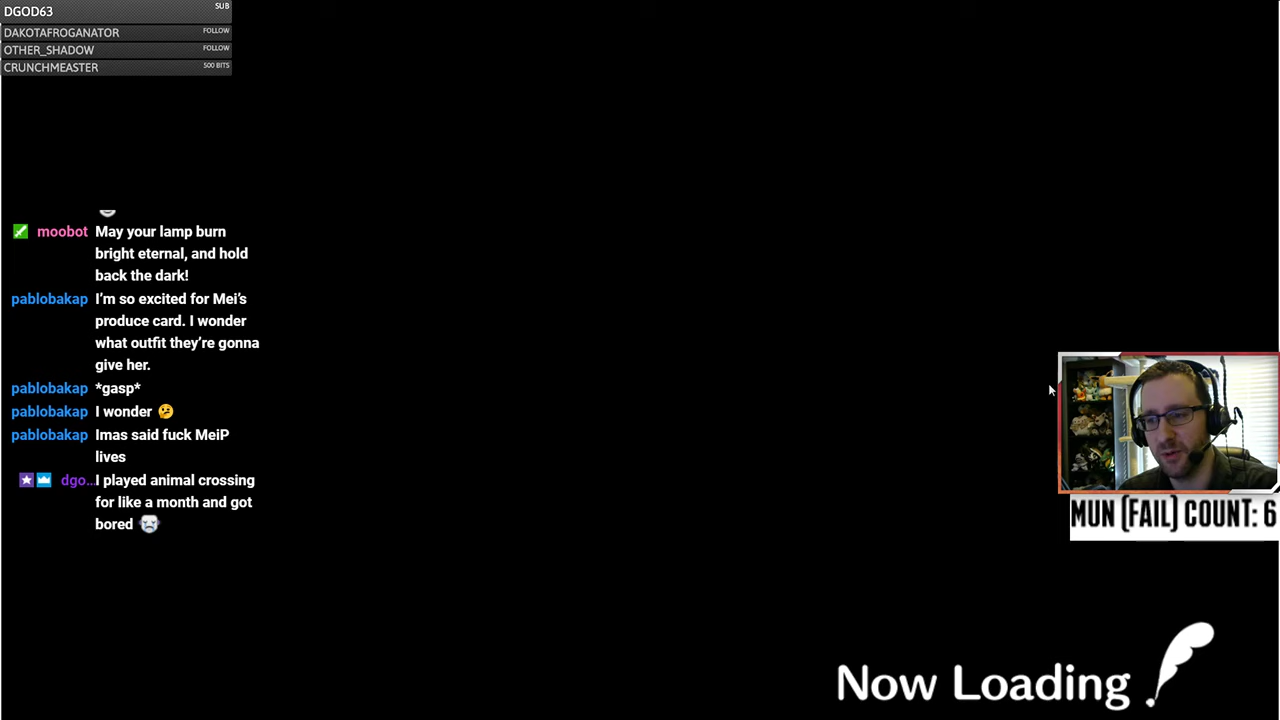 DGOD63 SUB
DAKOTAFROGANATOR FOLLOW
OTHER_SHADOW FOLLOW
CRUNCHMEASTER 500 BITS
moobot May your lamp burn
bright eternal, and hold
back the dark!
pablobakap I'm so excited for Mei's
produce card. I wonder
what outfit they're gonna
give her.
pablobakap *gasp*
pablobakap I wonder 🤔
pablobakap Imas said fuck MeiP
lives
dgo... I played animal crossing
for like a month and got
bored
MUN (FAIL) COUNT: 6
Now Loading